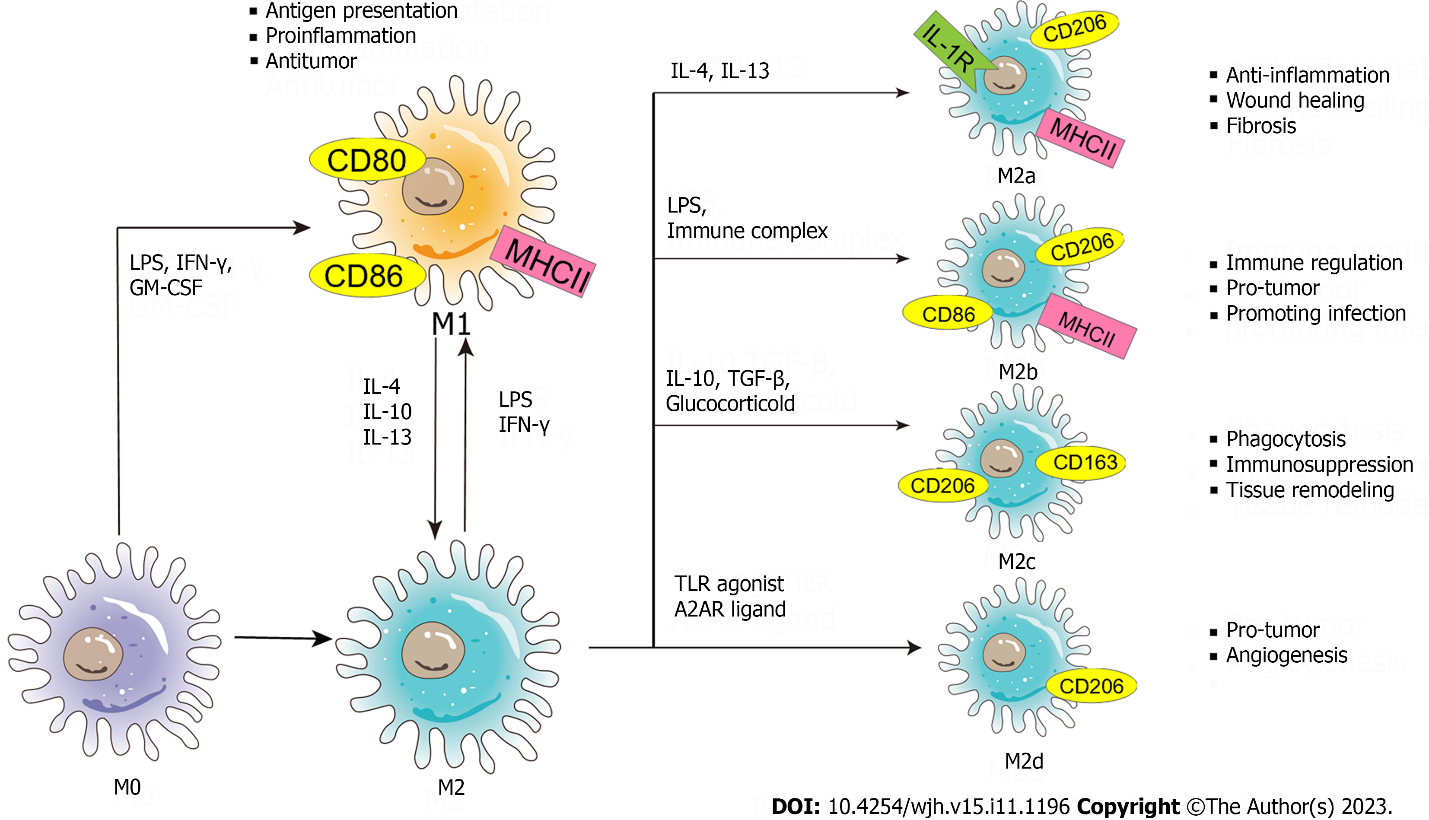 ▪ Antigen presentation
▪ Proinflammation
▪ Antitumor
CD80
CD86
MHCII
M1
LPS, IFN-γ,
GM-CSF
IL-4
IL-10
IL-13
LPS
IFN-γ
M0
M2
IL-4, IL-13
IL-1R
CD206
MHCII
M2a
▪ Anti-inflammation
▪ Wound healing
▪ Fibrosis
LPS,
Immune complex
CD206
CD86
MHCII
M2b
▪ Immune regulation
▪ Pro-tumor
▪ Promoting infection
IL-10, TGF-β,
Glucocorticold
CD163
CD206
M2c
▪ Phagocytosis
▪ Immunosuppression
▪ Tissue remodeling
TLR agonist
A2AR ligand
CD206
M2d
▪ Pro-tumor
▪ Angiogenesis
DOI: 10.4254/wjh.v15.i11.1196 Copyright ©The Author(s) 2023.